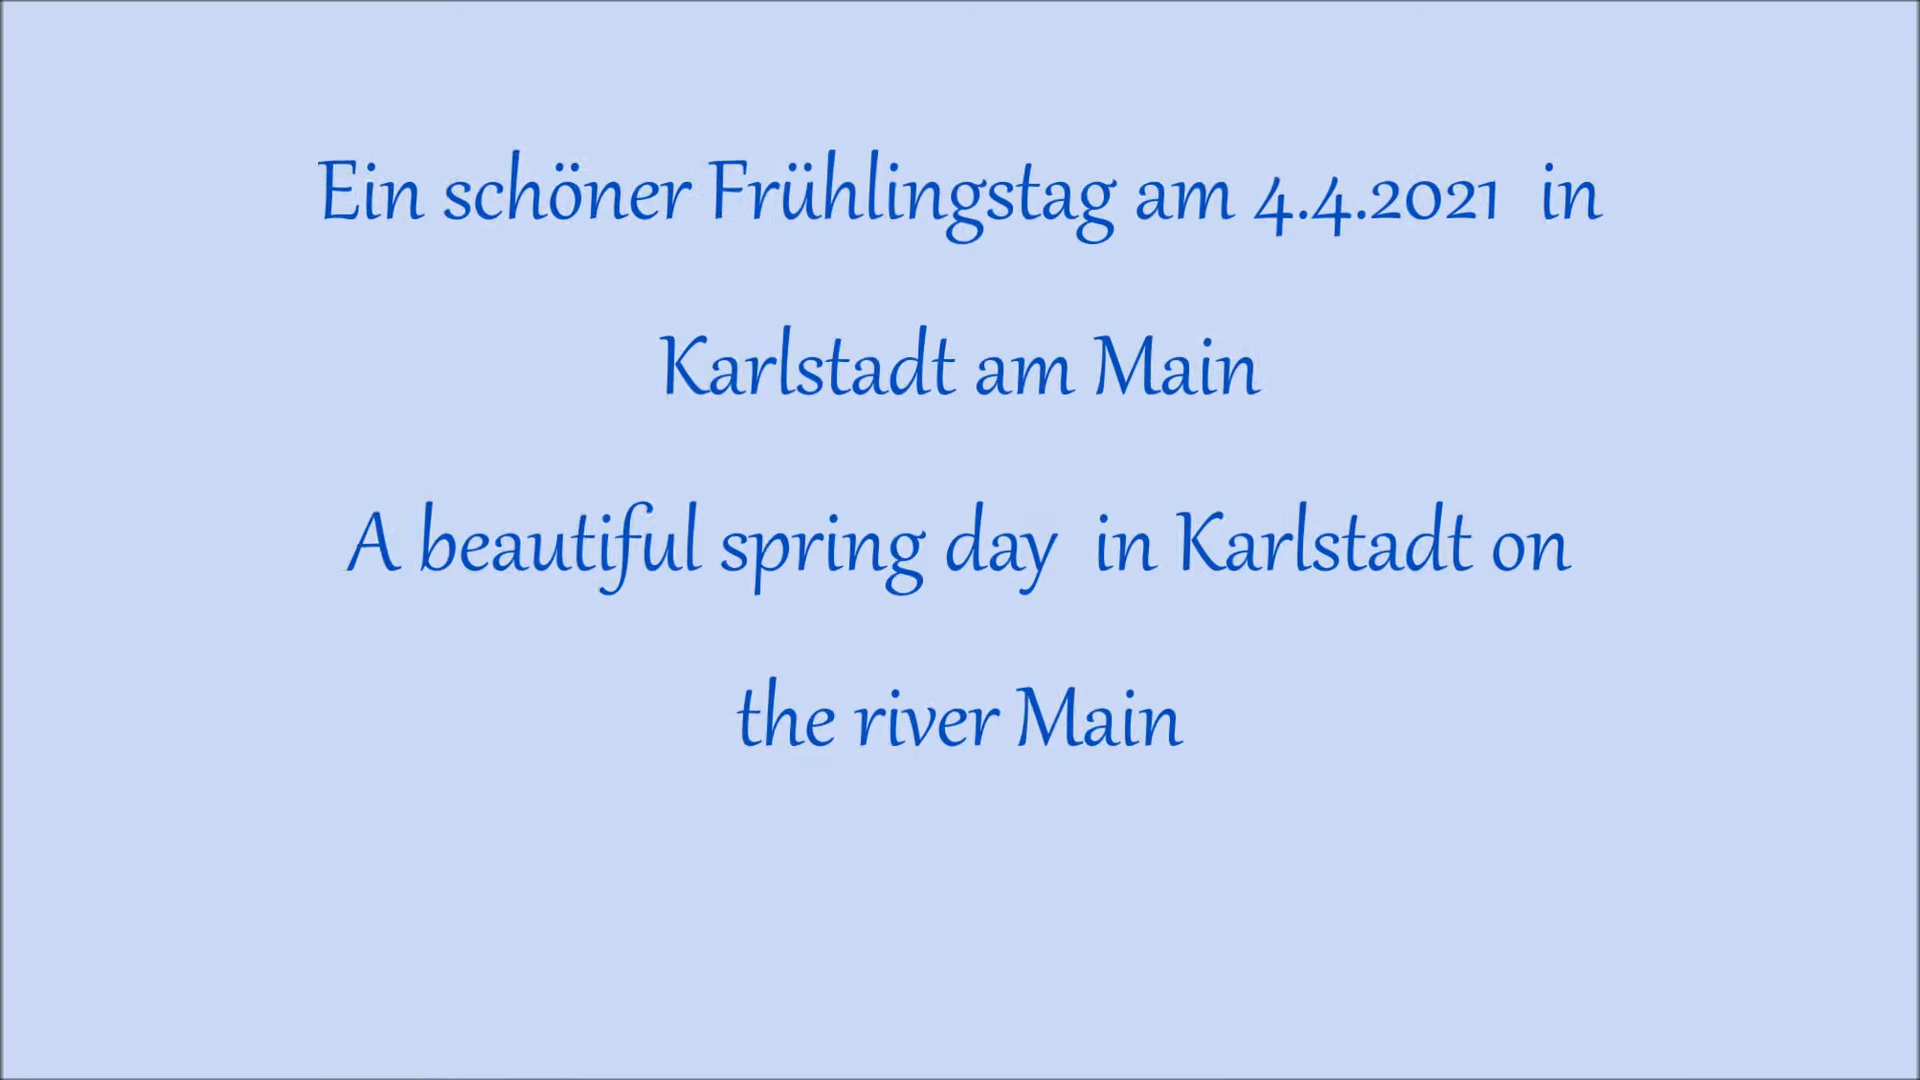 Ein schöner Frühlingstag am 4.4.2021  in
Karlstadt am Main
A beautiful spring day  in Karlstadt on
the river Main